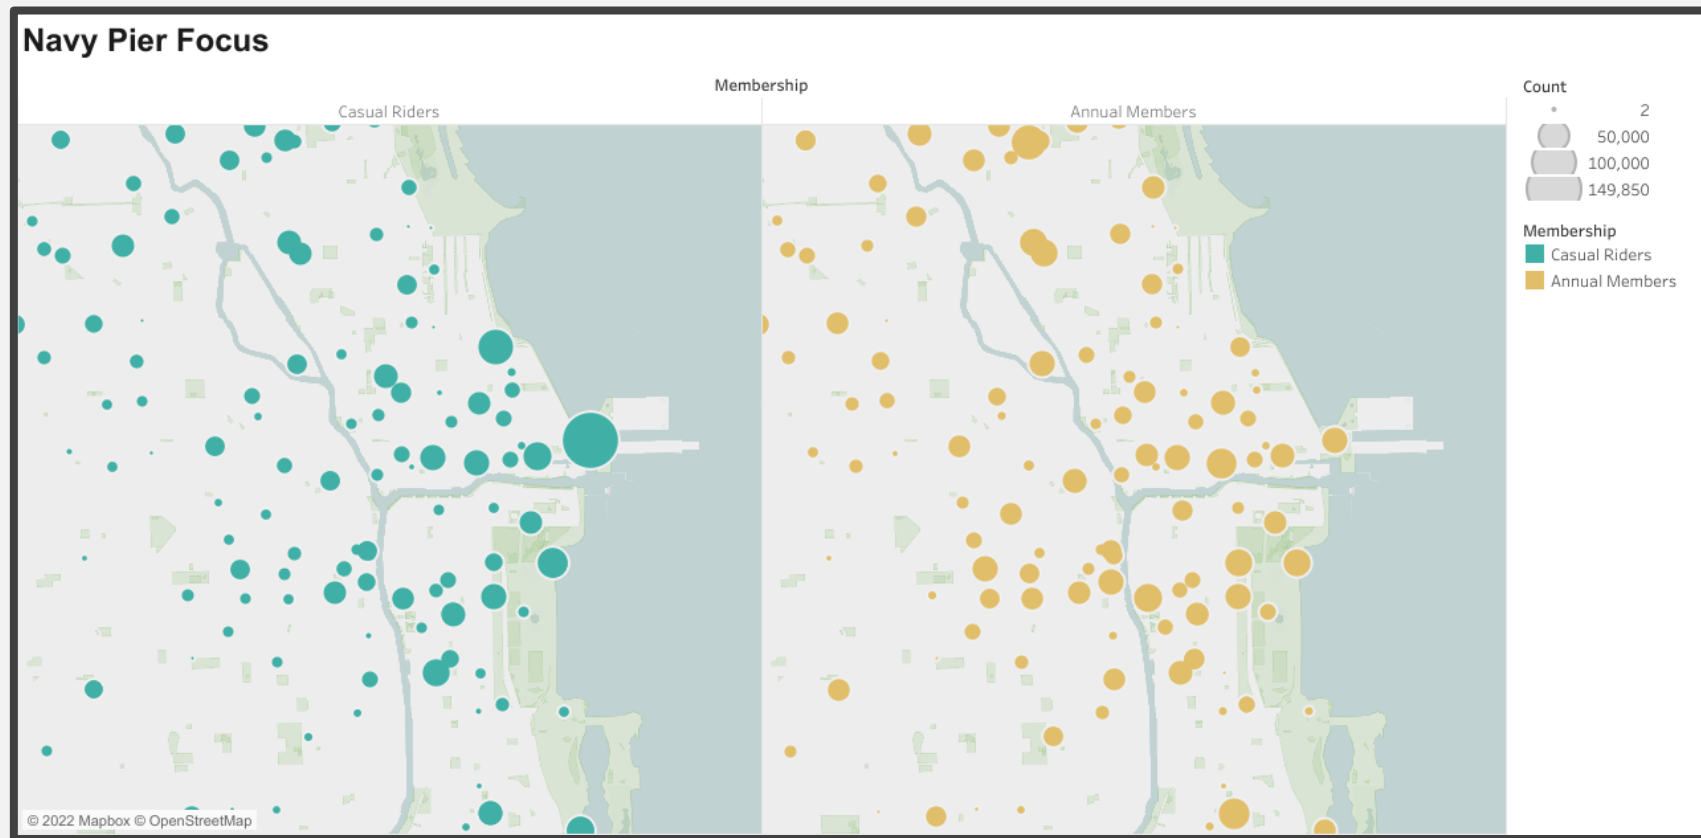 Navy Pier Focus
Membership
Casual Riders
Annual Members
Count
2
50,000
100,000
149,850
Membership
Casual Riders
Annual Members
© 2022 Mapbox © OpenStreetMap